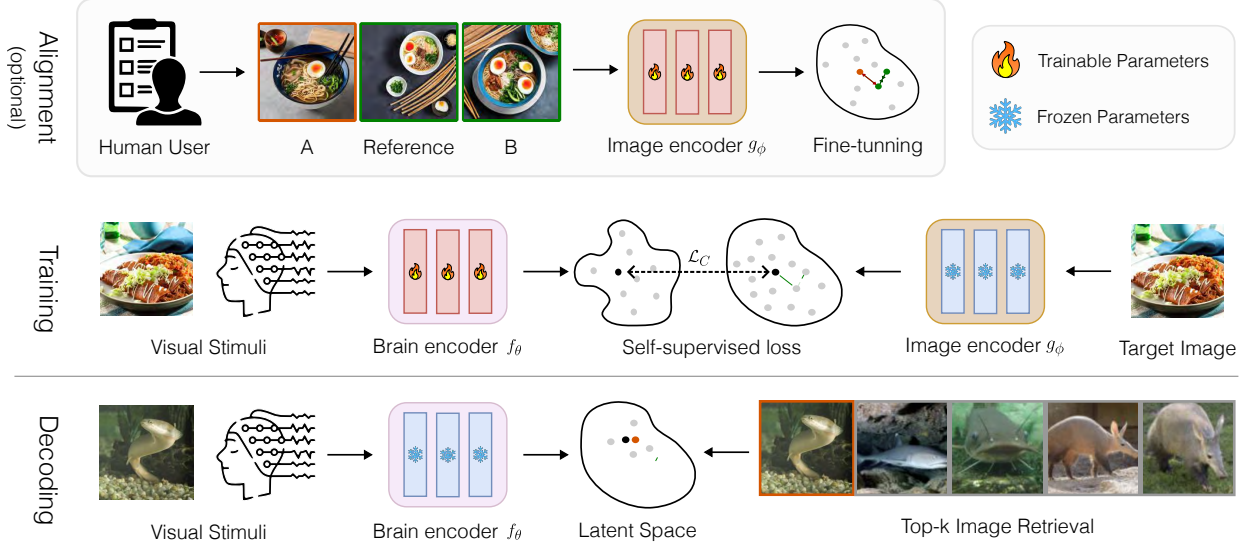 Alignment
(optional)
Human User
A
Reference
B
Image encoder gϕ
Fine-tunning
Trainable Parameters
Frozen Parameters
Training
Visual Stimuli
Brain encoder fθ
ℒC
Self-supervised loss
Image encoder gϕ
Target Image
Decoding
Visual Stimuli
Brain encoder fθ
Latent Space
Top-k Image Retrieval